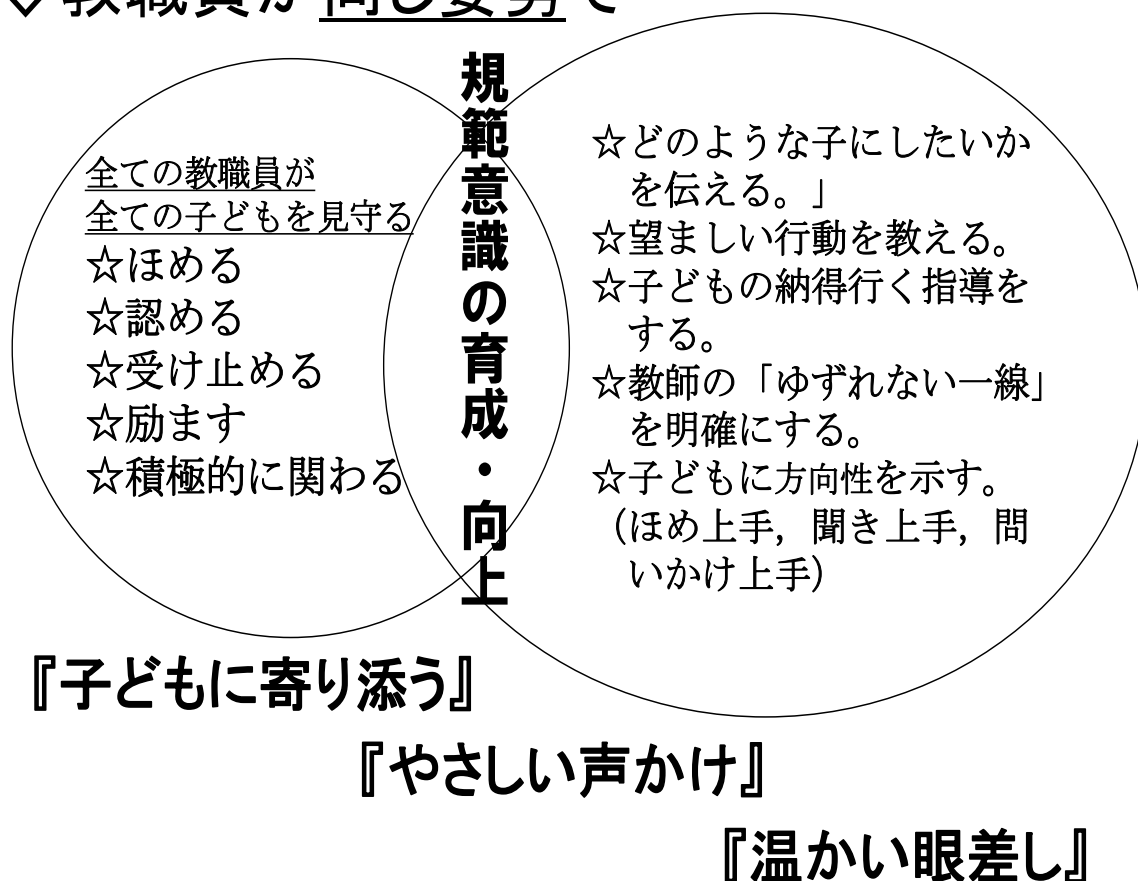 ◇教職員が同じ姿勢で
規範意識の育成・向上
全ての教職員が
全ての子どもを見守る
☆ほめる
☆認める
☆受け止める
☆励ます
☆積極的に関わる
☆どのような子にしたいか
を伝える。」
☆望ましい行動を教える。
☆子どもの納得行く指導を
する。
☆教師の「ゆずれない一線」
を明確にする。
☆子どもに方向性を示す。
（ほめ上手，聞き上手，問
いかけ上手）
『子どもに寄り添う』
『やさしい声かけ』
『温かい眼差し』